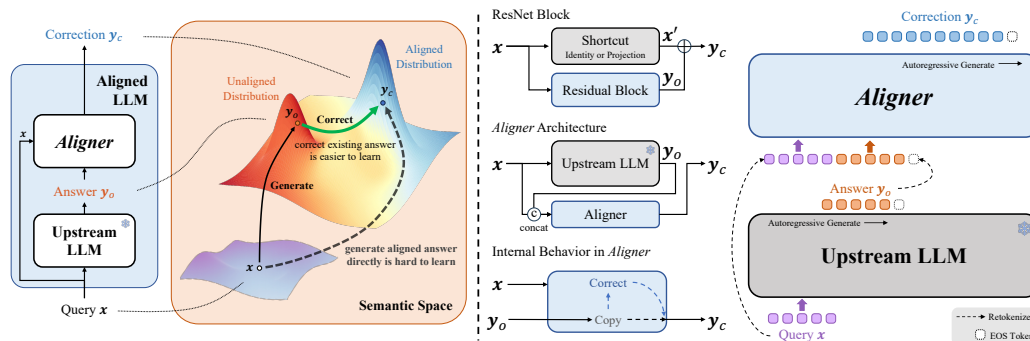 Correction y_c
Aligned
LLM
x
Aligner
Answer y_o
Upstream
LLM
Query x
Unaligned
Distribution
Aligned
Distribution
y_o
y_c
Correct
correct existing answer
is easier to learn
Generate
generate aligned answer
directly is hard to learn
x
Semantic Space
ResNet Block
x
Shortcut
Identity or Projection
x'
y_o
y_c
Residual Block
Aligner Architecture
x
Upstream LLM
y_o
y_c
c
concat
Aligner
Internal Behavior in Aligner
x
Correct
y_o
Copy
y_c
Correction y_c
Autoregressive Generate
Aligner
Answer y_o
Autoregressive Generate
Upstream LLM
Query x
Retokenize
EOS Token